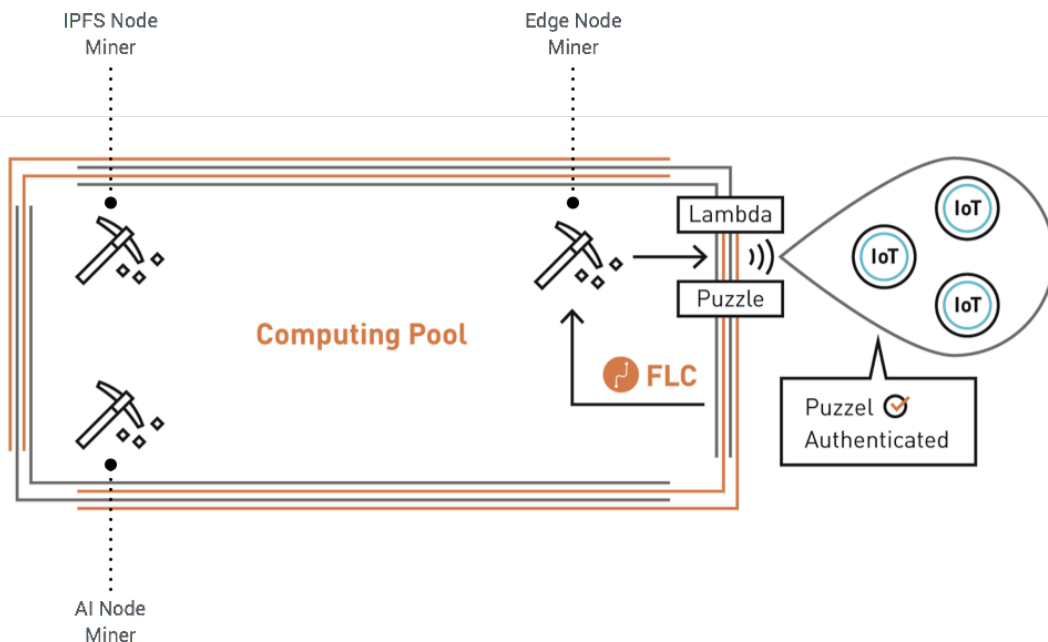 IPFS Node
Miner
Edge Node
Miner
Lambda
IoT
IoT
IoT
Puzzle
Computing Pool
FLC
Puzzel
Authenticated
AI Node
Miner